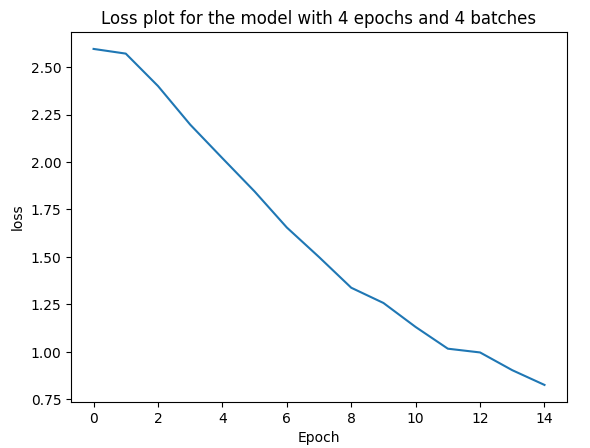 Loss plot for the model with 4 epochs and 4 batches
2.50
2.25
2.00
1.75
1.50
1.25
1.00
0.75
loss
0 2 4 6 8 10 12 14
Epoch